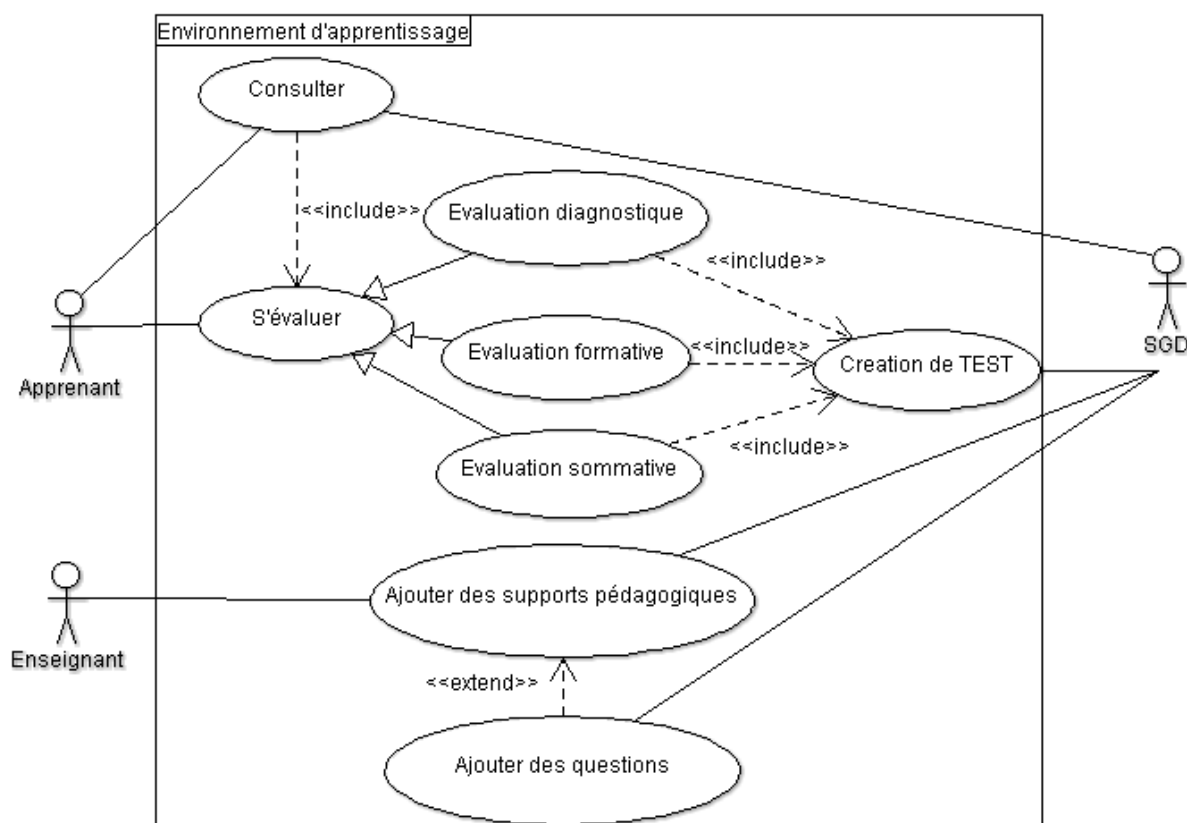 Environnement d'apprentissage
Consulter
<<include>>
Evaluation diagnostique
<<include>>
S'évaluer
Evaluation formative
<<include>>
Creation de TEST
SGD
Apprenant
Evaluation sommative
<<include>>
Ajouter des supports pédagogiques
Enseignant
<<extend>>
Ajouter des questions